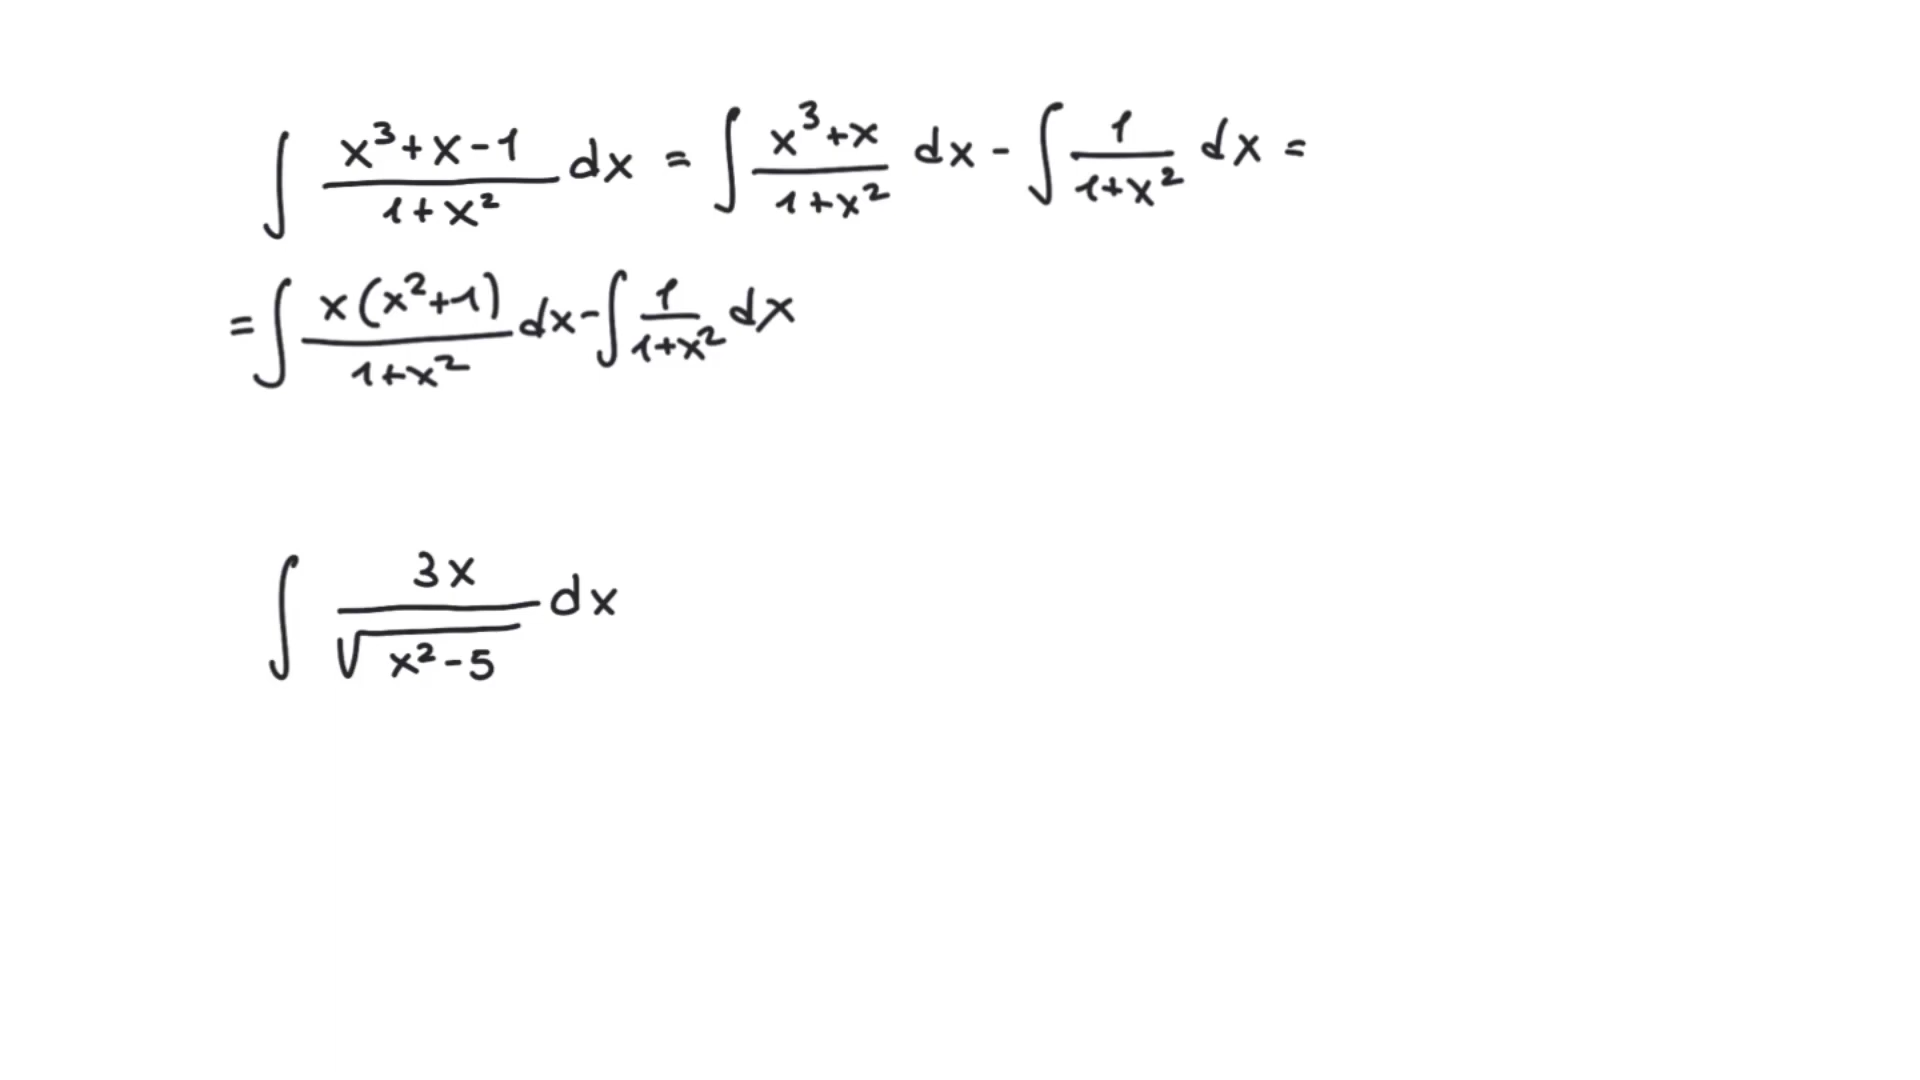 ∫ (x³+x-1)/(1+x²) dx = ∫ (x³+x)/(1+x²) dx - ∫ 1/(1+x²) dx =
= ∫ x(x²+1)/(1+x²) dx - ∫ 1/(1+x²) dx
∫ 3x/√(x²-5) dx